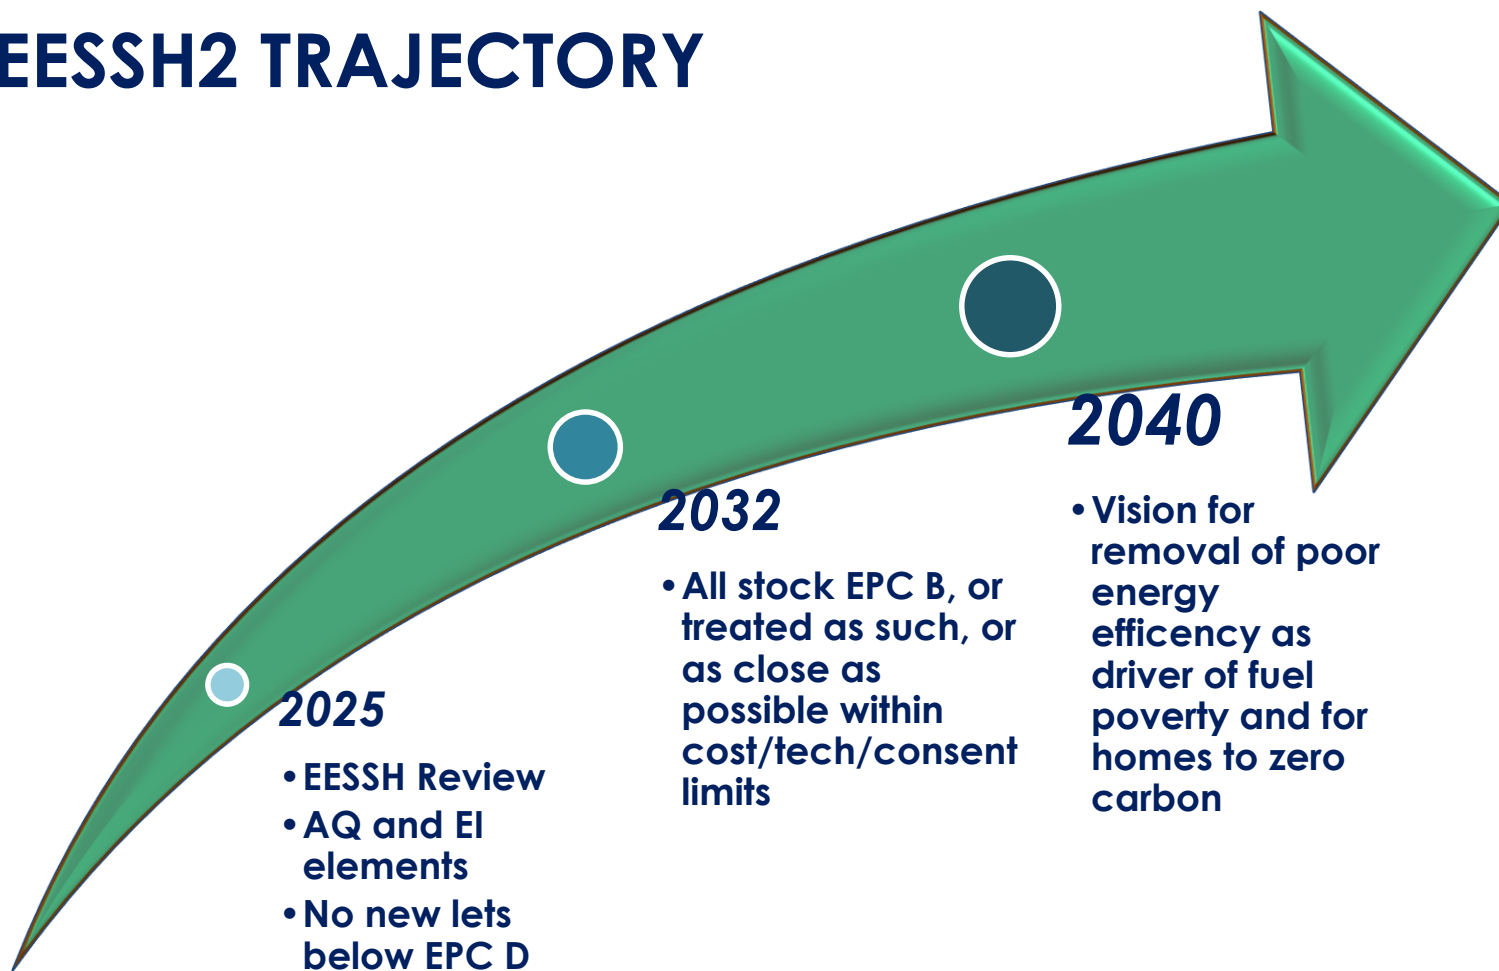 EESSH2 TRAJECTORY
2025
•EESSH Review
•AQ and EI
elements
•No new lets
below EPC D
2032
•All stock EPC B, or
treated as such, or
as close as
possible within
cost/tech/consent
limits
2040
•Vision for
removal of poor
energy
efficency as
driver of fuel
poverty and for
homes to zero
carbon